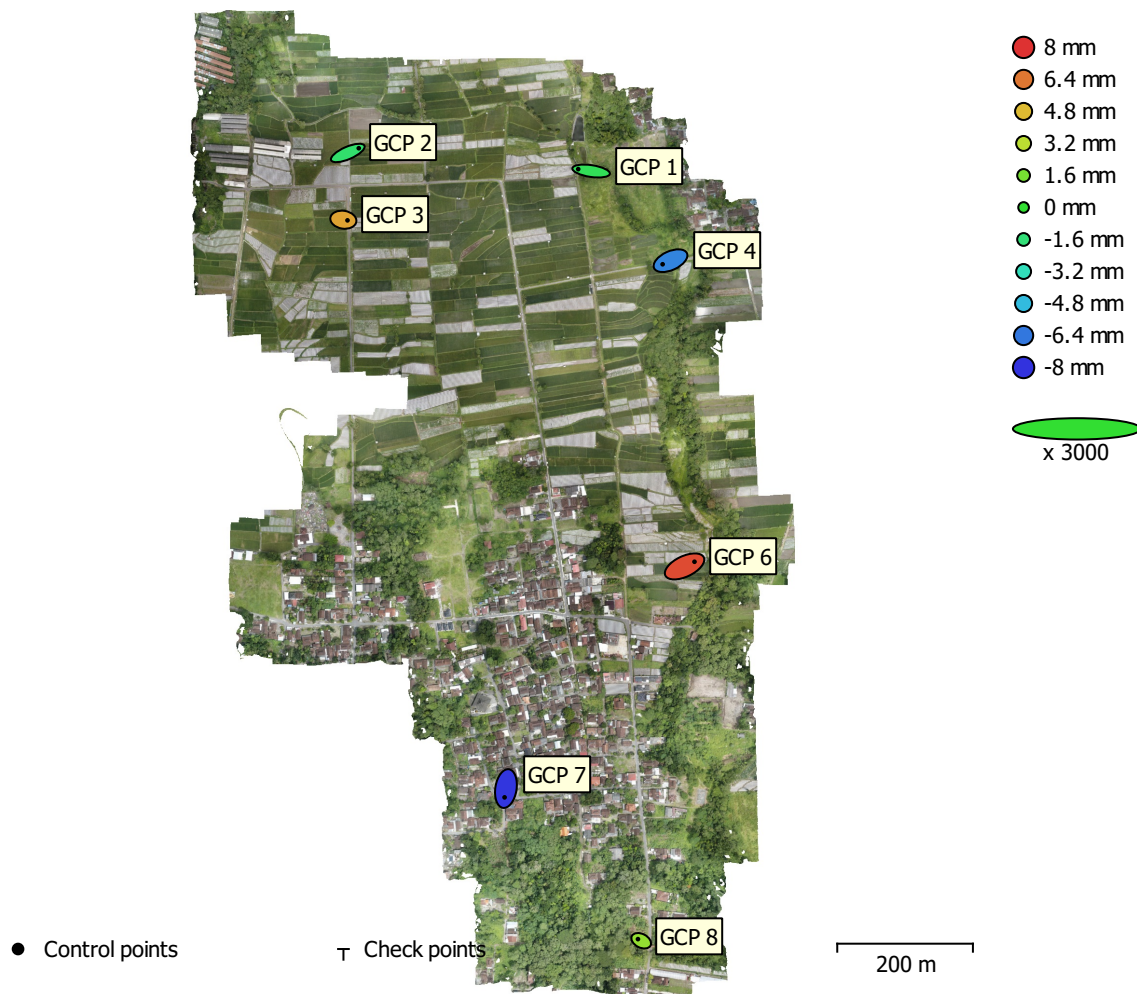 8 mm
6.4 mm
4.8 mm
3.2 mm
1.6 mm
0 mm
-1.6 mm
-3.2 mm
-4.8 mm
-6.4 mm
-8 mm
x 3000
GCP 2
GCP 1
GCP 3
GCP 4
GCP 6
GCP 7
GCP 8
Control points
Check points
200 m